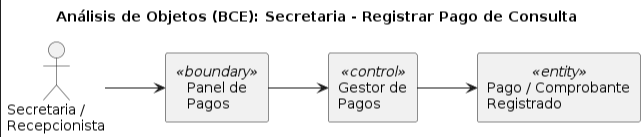 Análisis de Objetos (BCE): Secretaria - Registrar Pago de Consulta
Secretaria /
Recepcionista
«boundary»
Panel de
Pagos
«control»
Gestor de
Pagos
«entity»
Pago / Comprobante
Registrado